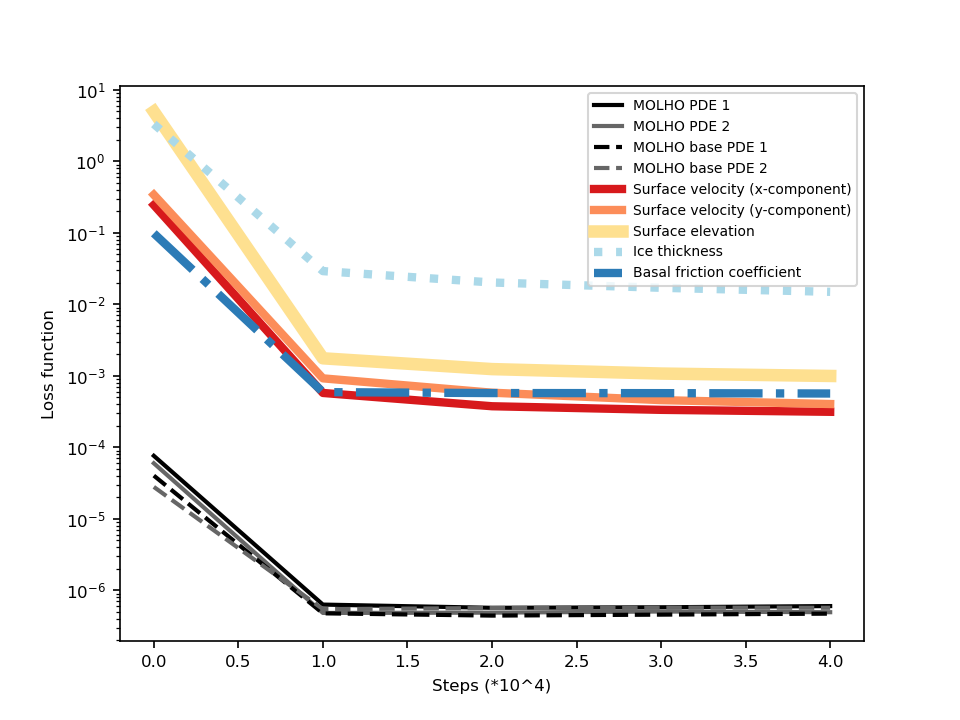 10^1
10^0
10^−1
10^−2
10^−3
10^−4
10^−5
10^−6
Loss function
MOLHO PDE 1
MOLHO PDE 2
MOLHO base PDE 1
MOLHO base PDE 2
Surface velocity (x-component)
Surface velocity (y-component)
Surface elevation
Ice thickness
Basal friction coefficient
0.0 0.5 1.0 1.5 2.0 2.5 3.0 3.5 4.0
Steps (*10^4)